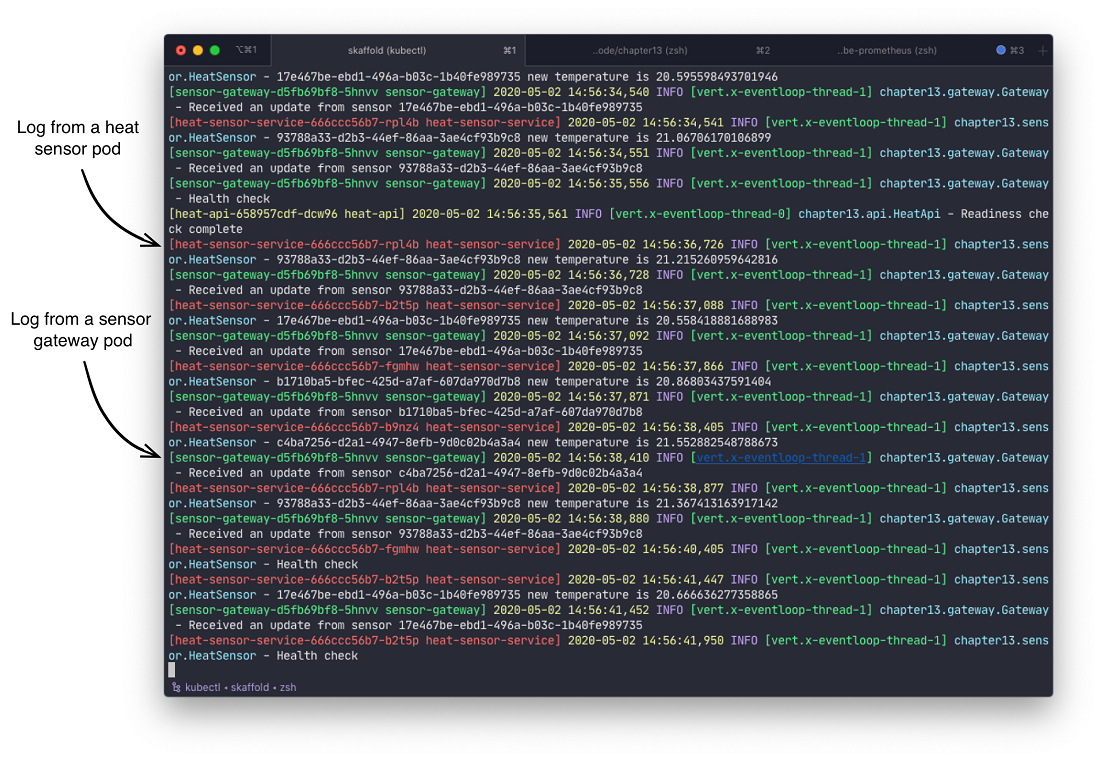 ⌥⌘1 skaffold (kubectl) ⌘1 ..ode/chapter13 (zsh) ⌘2 ..be-prometheus (zsh) ⌘3 +
Log from a heat
sensor pod
Log from a sensor
gateway pod
or.HeatSensor - 17e467be-ebd1-496a-b03c-1b40fe989735 new temperature is 20.595598493701946
[sensor-gateway-d5fb69bf8-5hnvv sensor-gateway] 2020-05-02 14:56:34,540 INFO [vert.x-eventloop-thread-1] chapter13.gateway.Gateway
- Received an update from sensor 17e467be-ebd1-496a-b03c-1b40fe989735
[heat-sensor-service-666ccc56b7-rpl4b heat-sensor-service] 2020-05-02 14:56:34,541 INFO [vert.x-eventloop-thread-1] chapter13.sens
or.HeatSensor - 93788a33-d2b3-44ef-86aa-3ae4cf93b9c8 new temperature is 21.06706170106899
[sensor-gateway-d5fb69bf8-5hnvv sensor-gateway] 2020-05-02 14:56:34,551 INFO [vert.x-eventloop-thread-1] chapter13.gateway.Gateway
- Received an update from sensor 93788a33-d2b3-44ef-86aa-3ae4cf93b9c8
[sensor-gateway-d5fb69bf8-5hnvv sensor-gateway] 2020-05-02 14:56:35,556 INFO [vert.x-eventloop-thread-1] chapter13.gateway.Gateway
- Health check
[heat-api-658957cdf-dcw96 heat-api] 2020-05-02 14:56:35,561 INFO [vert.x-eventloop-thread-0] chapter13.api.HeatApi - Readiness che
ck complete
[heat-sensor-service-666ccc56b7-rpl4b heat-sensor-service] 2020-05-02 14:56:36,726 INFO [vert.x-eventloop-thread-1] chapter13.sens
or.HeatSensor - 93788a33-d2b3-44ef-86aa-3ae4cf93b9c8 new temperature is 21.215260959642816
[sensor-gateway-d5fb69bf8-5hnvv sensor-gateway] 2020-05-02 14:56:36,728 INFO [vert.x-eventloop-thread-1] chapter13.gateway.Gateway
- Received an update from sensor 93788a33-d2b3-44ef-86aa-3ae4cf93b9c8
[heat-sensor-service-666ccc56b7-b2t5p heat-sensor-service] 2020-05-02 14:56:37,088 INFO [vert.x-eventloop-thread-1] chapter13.sens
or.HeatSensor - 17e467be-ebd1-496a-b03c-1b40fe989735 new temperature is 20.558418881688983
[sensor-gateway-d5fb69bf8-5hnvv sensor-gateway] 2020-05-02 14:56:37,092 INFO [vert.x-eventloop-thread-1] chapter13.gateway.Gateway
- Received an update from sensor 17e467be-ebd1-496a-b03c-1b40fe989735
[heat-sensor-service-666ccc56b7-fgmhw heat-sensor-service] 2020-05-02 14:56:37,866 INFO [vert.x-eventloop-thread-1] chapter13.sens
or.HeatSensor - b1710ba5-bfec-425d-a7af-607da970d7b8 new temperature is 20.86803437591404
[sensor-gateway-d5fb69bf8-5hnvv sensor-gateway] 2020-05-02 14:56:37,871 INFO [vert.x-eventloop-thread-1] chapter13.gateway.Gateway
- Received an update from sensor b1710ba5-bfec-425d-a7af-607da970d7b8
[heat-sensor-service-666ccc56b7-b9nz4 heat-sensor-service] 2020-05-02 14:56:38,405 INFO [vert.x-eventloop-thread-1] chapter13.sens
or.HeatSensor - c4ba7256-d2a1-4947-8efb-9d0c02b4a3a4 new temperature is 21.552882548788673
[sensor-gateway-d5fb69bf8-5hnvv sensor-gateway] 2020-05-02 14:56:38,410 INFO [vert.x-eventloop-thread-1] chapter13.gateway.Gateway
- Received an update from sensor c4ba7256-d2a1-4947-8efb-9d0c02b4a3a4
[heat-sensor-service-666ccc56b7-rpl4b heat-sensor-service] 2020-05-02 14:56:38,877 INFO [vert.x-eventloop-thread-1] chapter13.sens
or.HeatSensor - 93788a33-d2b3-44ef-86aa-3ae4cf93b9c8 new temperature is 21.367413163917142
[sensor-gateway-d5fb69bf8-5hnvv sensor-gateway] 2020-05-02 14:56:38,880 INFO [vert.x-eventloop-thread-1] chapter13.gateway.Gateway
- Received an update from sensor 93788a33-d2b3-44ef-86aa-3ae4cf93b9c8
[heat-sensor-service-666ccc56b7-fgmhw heat-sensor-service] 2020-05-02 14:56:40,405 INFO [vert.x-eventloop-thread-1] chapter13.sens
or.HeatSensor - Health check
[heat-sensor-service-666ccc56b7-b2t5p heat-sensor-service] 2020-05-02 14:56:41,447 INFO [vert.x-eventloop-thread-1] chapter13.sens
or.HeatSensor - 17e467be-ebd1-496a-b03c-1b40fe989735 new temperature is 20.666636277358865
[sensor-gateway-d5fb69bf8-5hnvv sensor-gateway] 2020-05-02 14:56:41,452 INFO [vert.x-eventloop-thread-1] chapter13.gateway.Gateway
- Received an update from sensor 17e467be-ebd1-496a-b03c-1b40fe989735
[heat-sensor-service-666ccc56b7-b2t5p heat-sensor-service] 2020-05-02 14:56:41,950 INFO [vert.x-eventloop-thread-1] chapter13.sens
or.HeatSensor - Health check
kubectl • skaffold • zsh